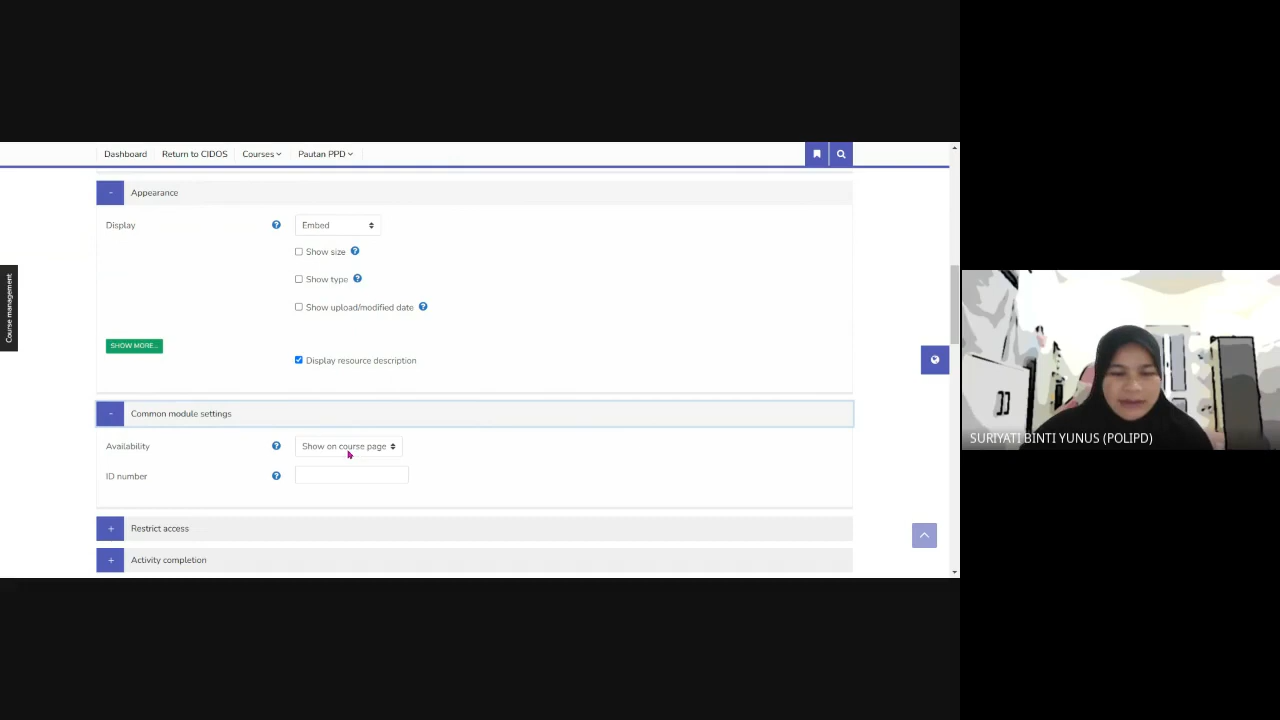 Dashboard Return to CIDOS Courses Pautan PPD
- Appearance
Display ? Embed
Show size ?
Show type ?
Show upload/modified date ?
SHOW MORE...
Display resource description
- Common module settings
Availability ? Show on course page
ID number ?
+ Restrict access
+ Activity completion
Course management
SURIYATI BINTI YUNUS (POLIPD)